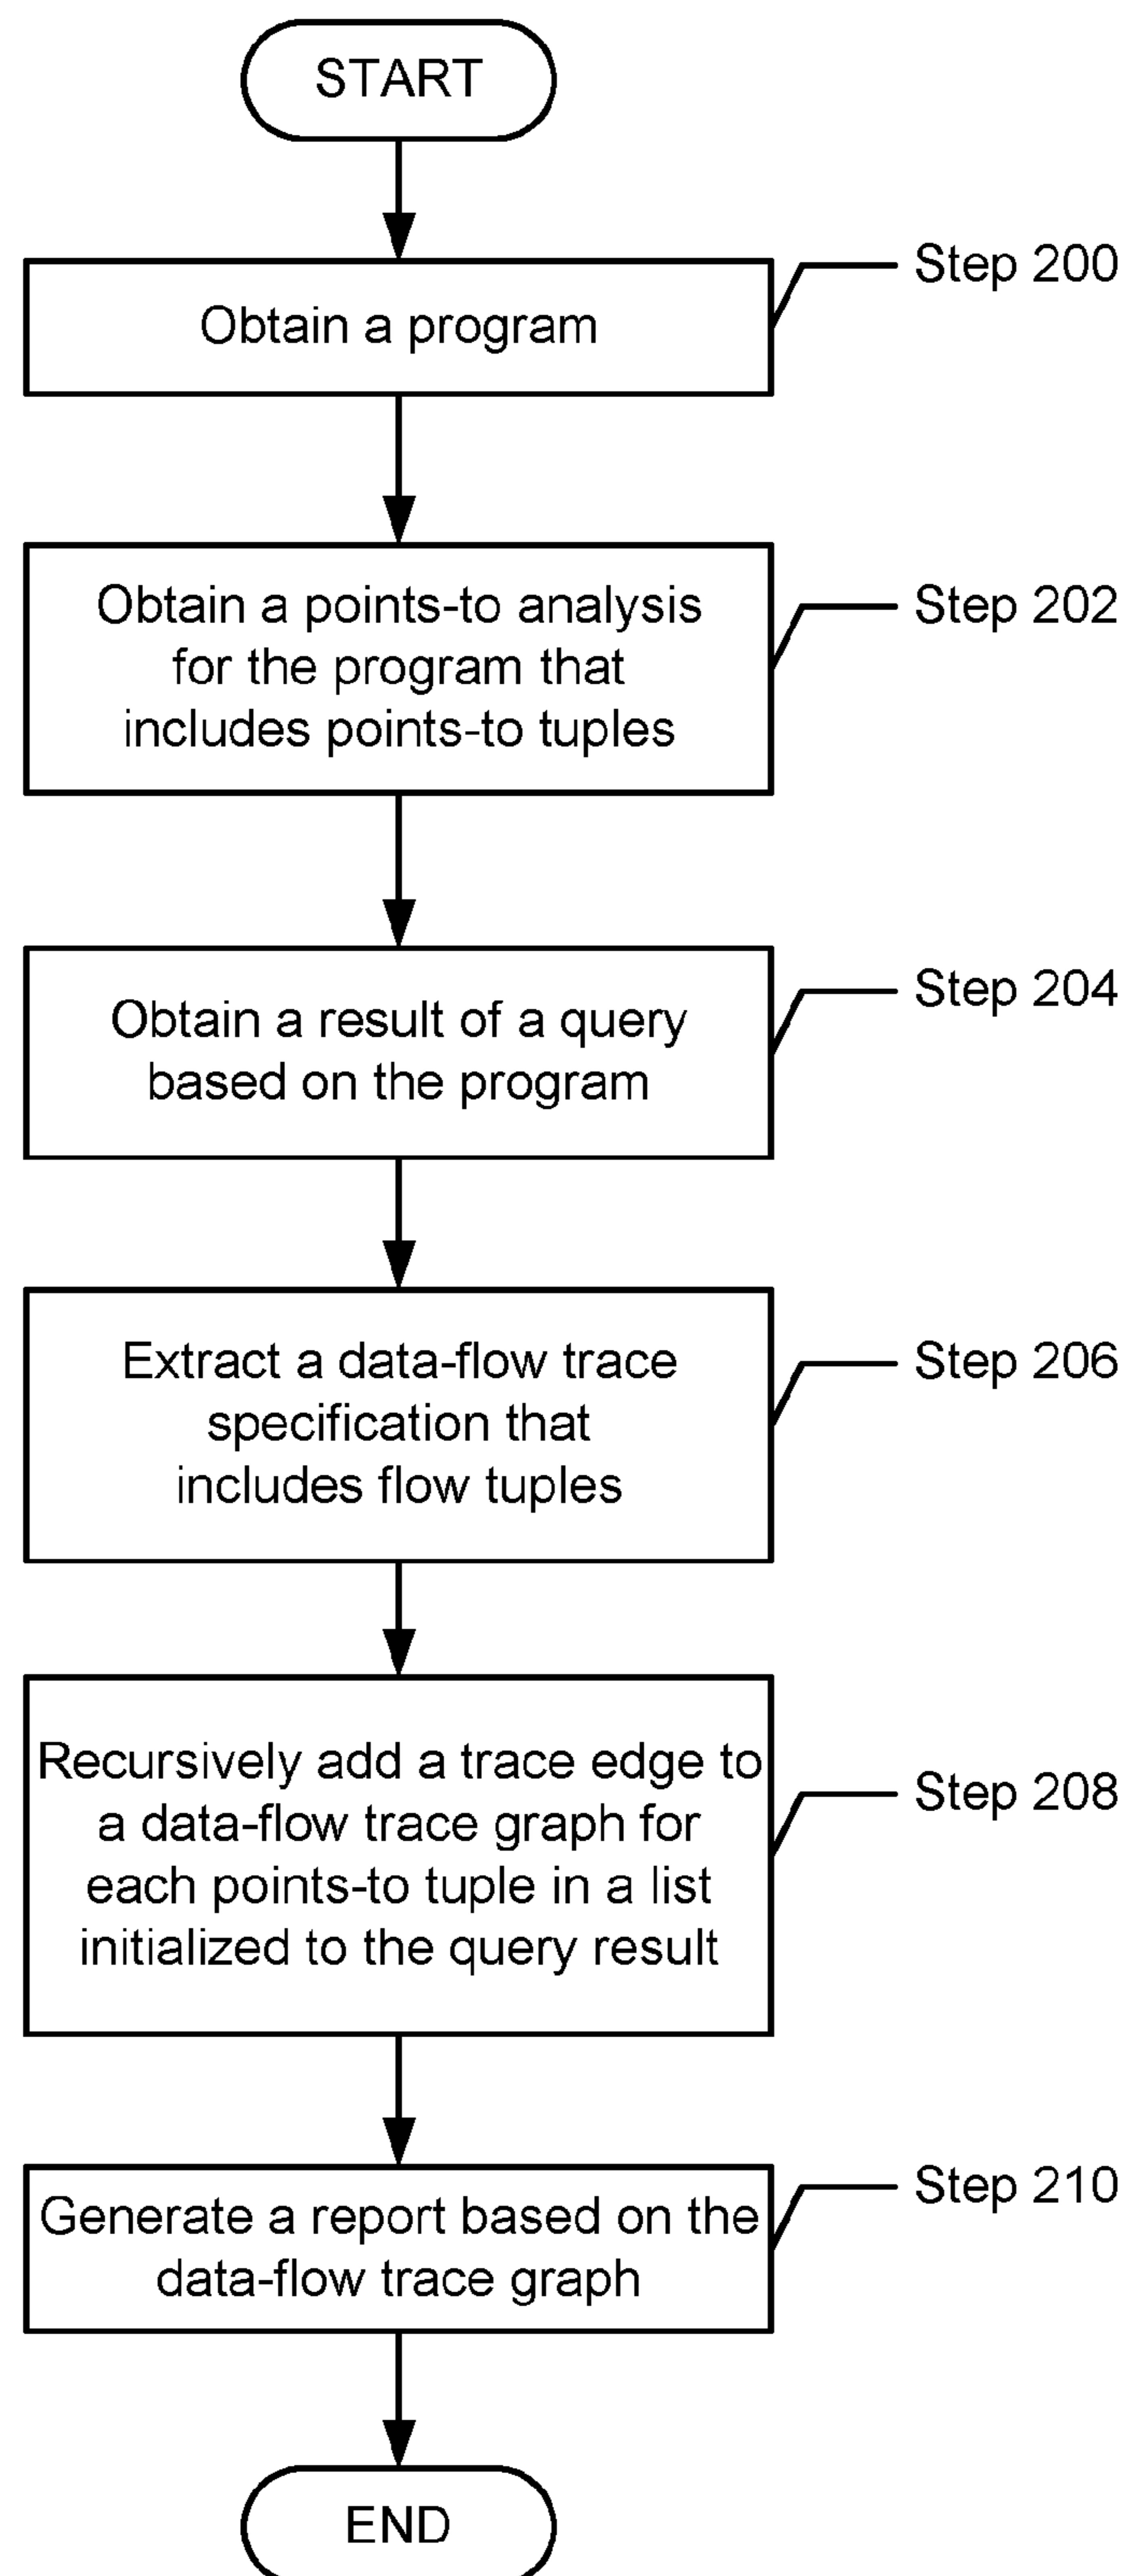 START
Step 200
Obtain a program
Step 202
Obtain a points-to analysis
for the program that
includes points-to tuples
Step 204
Obtain a result of a query
based on the program
Step 206
Extract a data-flow trace
specification that
includes flow tuples
Step 208
Recursively add a trace edge to
a data-flow trace graph for
each points-to tuple in a list
initialized to the query result
Step 210
Generate a report based on the
data-flow trace graph
END